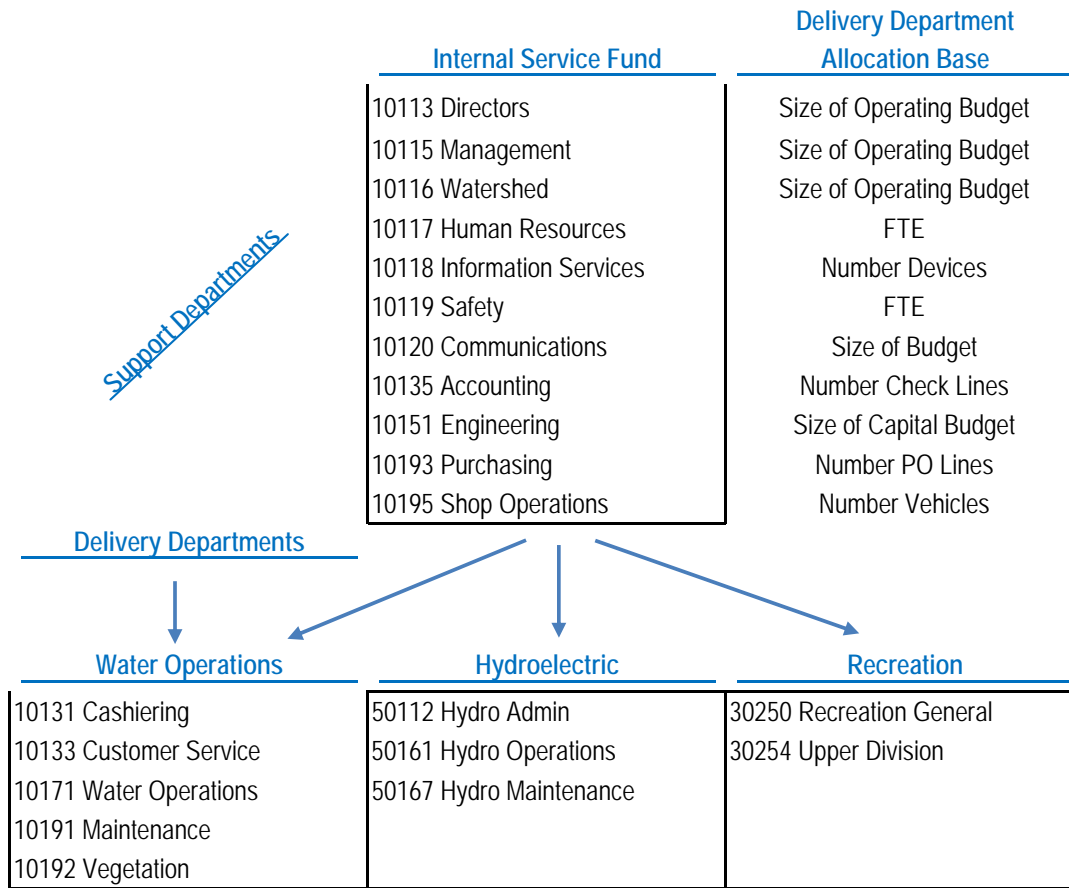 Delivery Department
Internal Service Fund Allocation Base
10113 Directors Size of Operating Budget
10115 Management Size of Operating Budget
10116 Watershed Size of Operating Budget
10117 Human Resources FTE
10118 Information Services Number Devices
10119 Safety FTE
10120 Communications Size of Budget
10135 Accounting Number Check Lines
10151 Engineering Size of Capital Budget
10193 Purchasing Number PO Lines
10195 Shop Operations Number Vehicles
Support Departments
Delivery Departments
Water Operations Hydroelectric Recreation
10131 Cashiering 50112 Hydro Admin 30250 Recreation General
10133 Customer Service 50161 Hydro Operations 30254 Upper Division
10171 Water Operations 50167 Hydro Maintenance
10191 Maintenance
10192 Vegetation